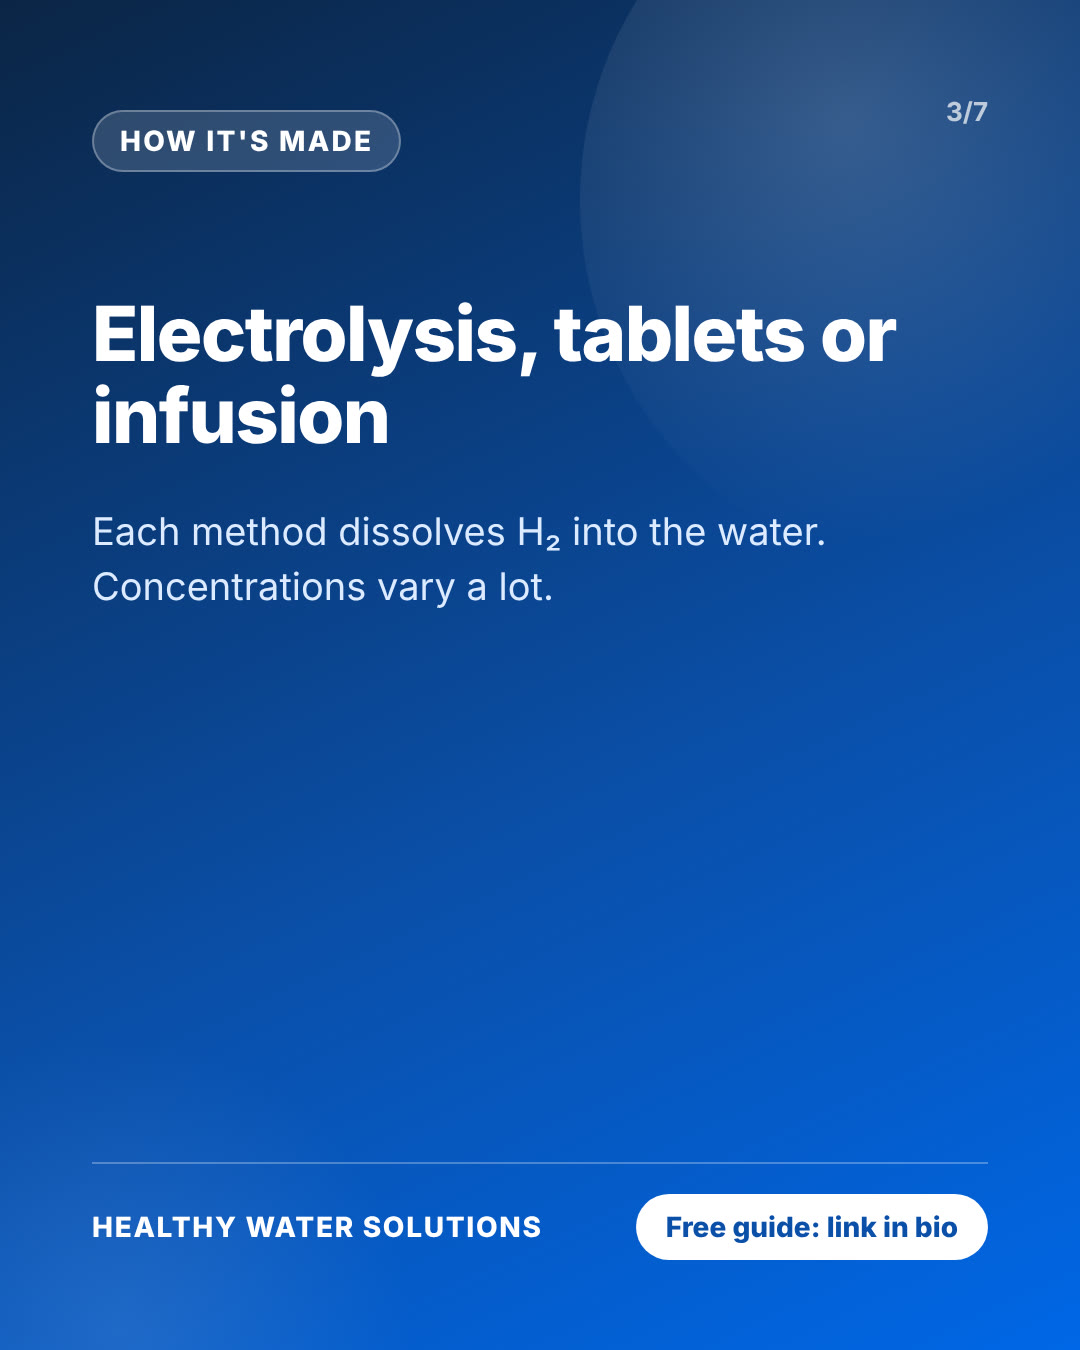 HOW IT'S MADE
3/7
Electrolysis, tablets or
infusion
Each method dissolves H₂ into the water.
Concentrations vary a lot.
HEALTHY WATER SOLUTIONS
Free guide: link in bio